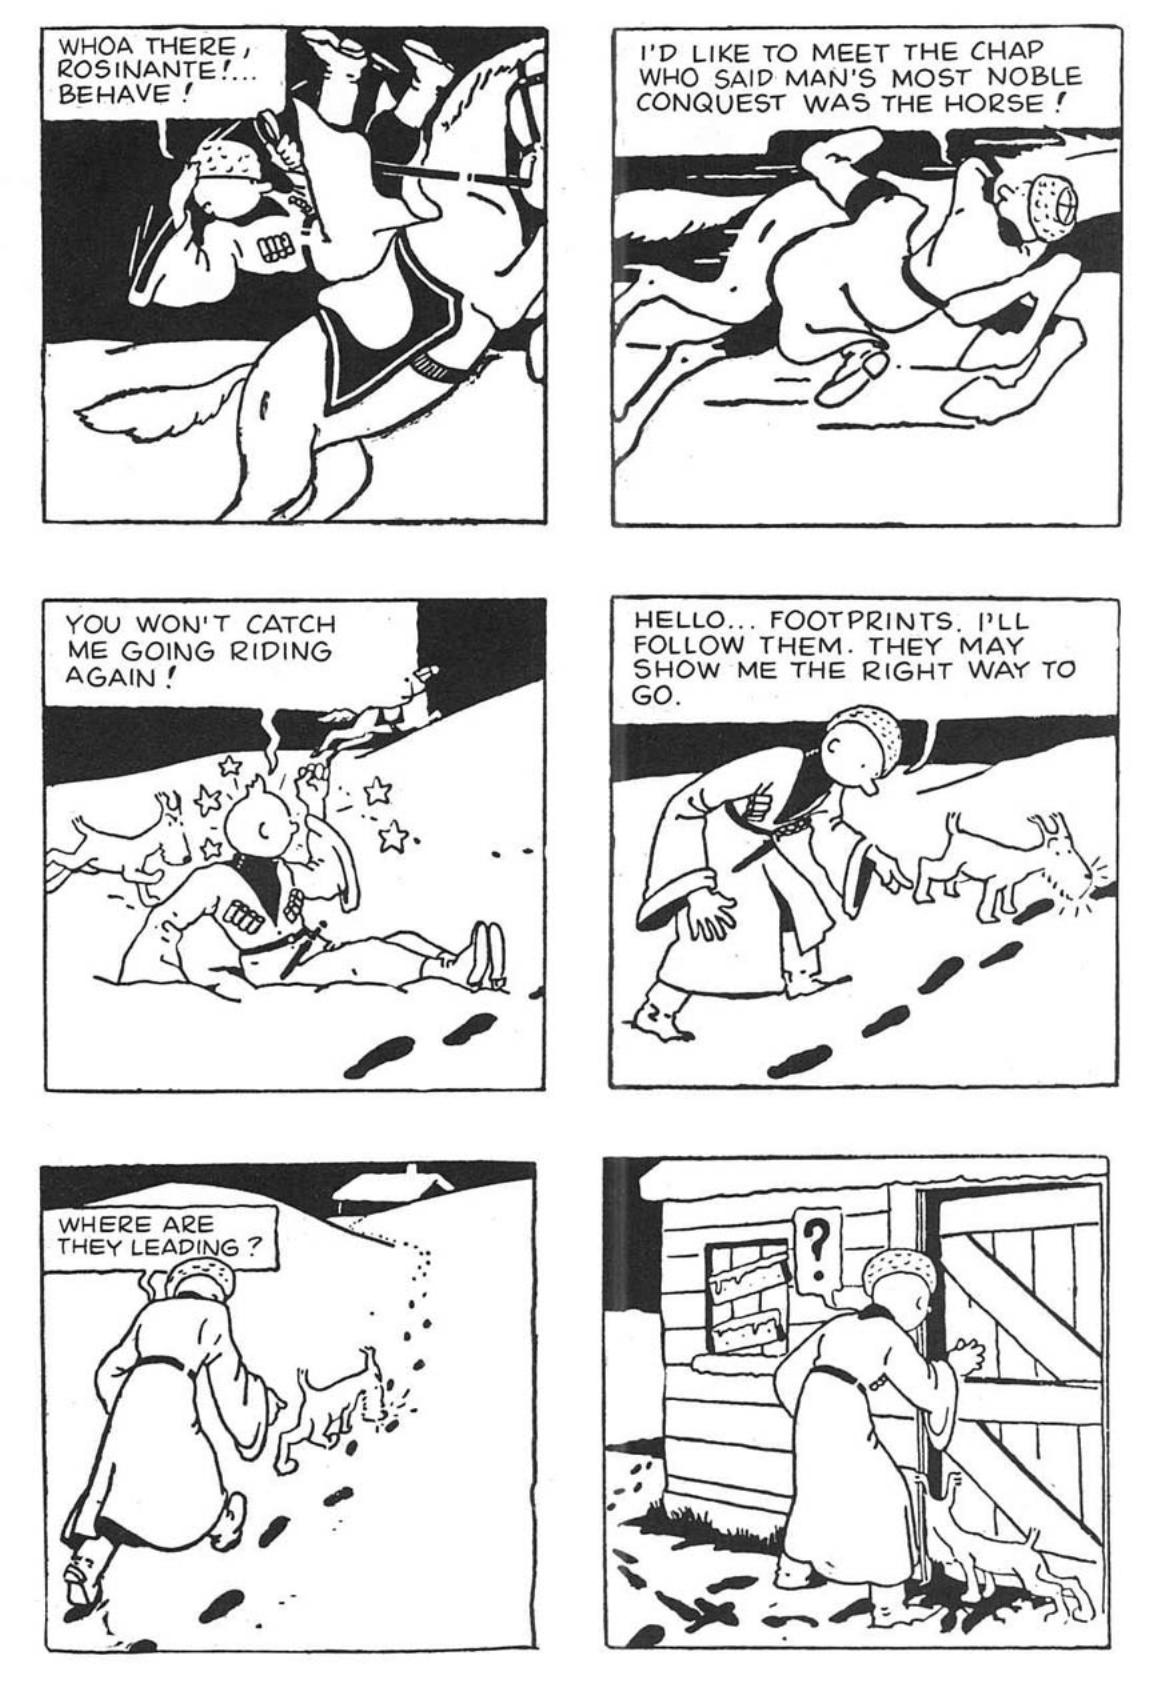 WHOA THERE,
ROSINANTE!...
BEHAVE!
I'D LIKE TO MEET THE CHAP
WHO SAID MAN'S MOST NOBLE
CONQUEST WAS THE HORSE!
YOU WON'T CATCH
ME GOING RIDING
AGAIN!
HELLO... FOOTPRINTS. I'LL
FOLLOW THEM. THEY MAY
SHOW ME THE RIGHT WAY TO
GO.
WHERE ARE
THEY LEADING?
?